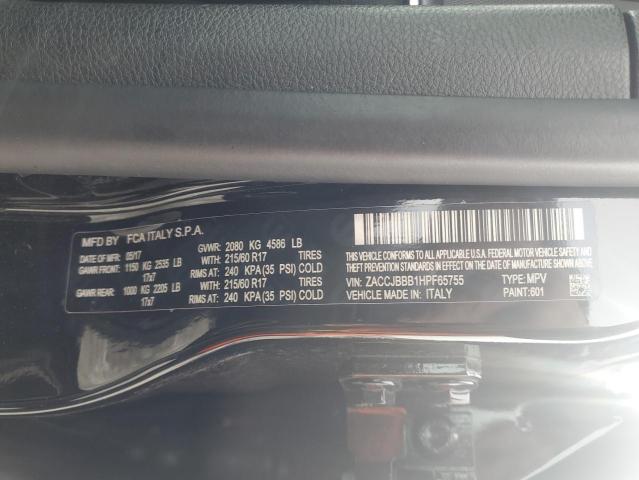 MFD BY FCA ITALY S.P.A.
DATE OF MFR: 05/17 GVWR: 2080 KG 4586 LB
GAWR FRONT: 1150 KG 2535 LB WITH 215/60 R17 TIRES
17x7 RIMS AT: 240 KPA (35 PSI) COLD
GAWR REAR: 1000 KG 2205 LB WITH 215/60 R17 TIRES
17x7 RIMS AT: 240 KPA (35 PSI) COLD
THIS VEHICLE CONFORMS TO ALL APPLICABLE U.S.A. FEDERAL MOTOR VEHICLE SAFETY
STANDARDS IN EFFECT ON THE DATE OF MANUFACTURE SHOWN ABOVE.
VIN: ZACCJBBB1HPF65755 TYPE: MPV
VEHICLE MADE IN: ITALY PAINT: 601